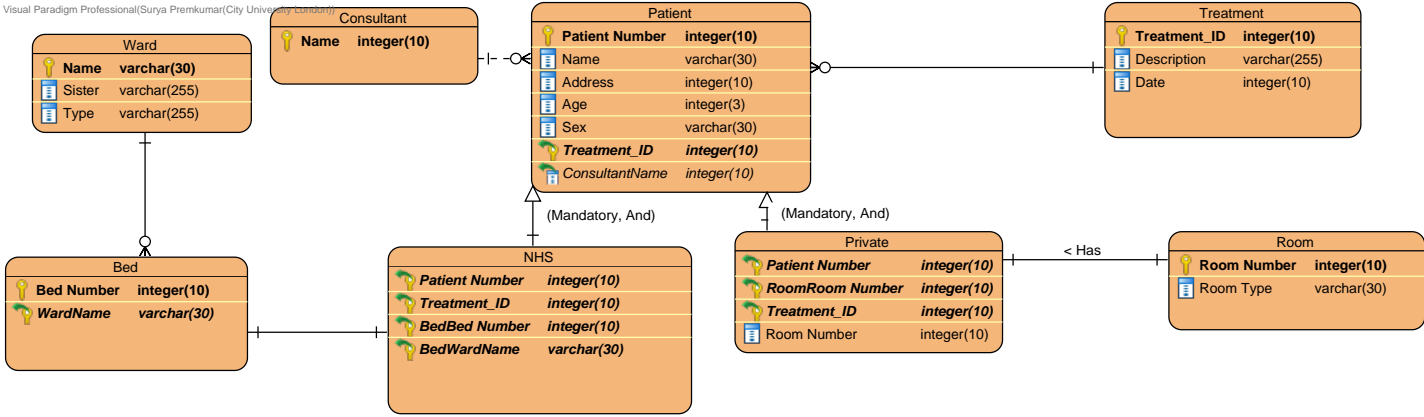 Visual Paradigm Professional(Surya Premkumar(City University London))
Consultant
Name integer(10)
Patient
Patient Number integer(10)
Name varchar(30)
Address integer(10)
Age integer(3)
Sex varchar(30)
Treatment_ID integer(10)
ConsultantName integer(10)
Treatment
Treatment_ID integer(10)
Description varchar(255)
Date integer(10)
Ward
Name varchar(30)
Sister varchar(255)
Type varchar(255)
(Mandatory, And)
(Mandatory, And)
Bed
Bed Number integer(10)
WardName varchar(30)
NHS
Patient Number integer(10)
Treatment_ID integer(10)
BedBed Number integer(10)
BedWardName varchar(30)
Private
Patient Number integer(10)
RoomRoom Number integer(10)
Treatment_ID integer(10)
Room Number integer(10)
< Has
Room
Room Number integer(10)
Room Type varchar(30)